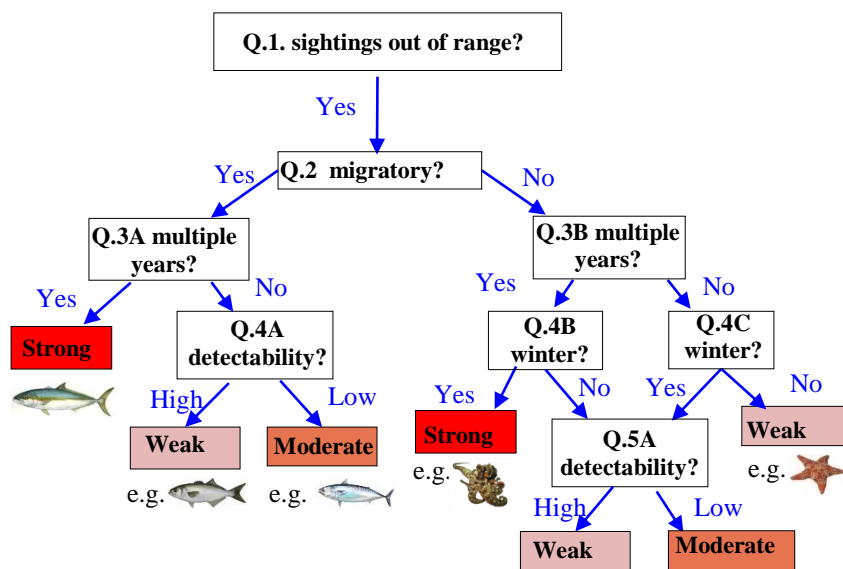 Q.1. sightings out of range?
Yes
Q.2 migratory?
Yes
No
Q.3A multiple
years?
Q.3B multiple
years?
Yes
No
Yes
No
Strong
Q.4A
detectability?
Q.4B
winter?
Q.4C
winter?
High
Low
Yes
No
Yes
No
Weak
Moderate
Strong
Q.5A
detectability?
Weak
e.g.
e.g.
e.g.
e.g.
High
Low
Weak
Moderate